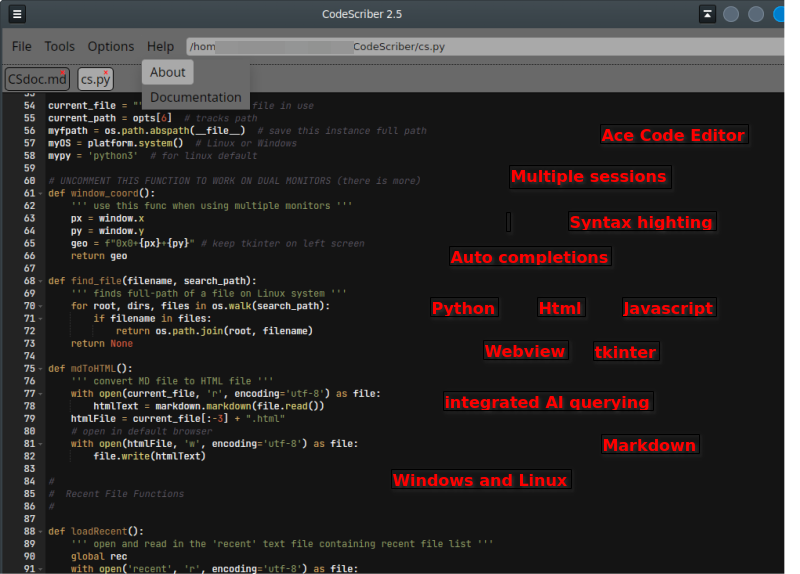 CodeScriber 2.5
File Tools Options Help /hom CodeScriber/cs.py
About
Documentation
CSdoc.md x cs.py x
54 current_file = "" file in use
55 current_path = opts[6] # tracks path
56 myfpath = os.path.abspath(__file__) # save this instance full path
57 myOS = platform.system() # Linux or Windows
58 mypy = 'python3' # for linux default
59
60 # UNCOMMENT THIS FUNCTION TO WORK ON DUAL MONITORS (there is more)
61 def window_coord():
62 ''' use this func when using multiple monitors '''
63 px = window.x
64 py = window.y
65 geo = f"0x0+{px}+{py}" # keep tkinter on left screen
66 return geo
67
68 def find_file(filename, search_path):
69 ''' finds full-path of a file on Linux system '''
70 for root, dirs, files in os.walk(search_path):
71 if filename in files:
72 return os.path.join(root, filename)
73 return None
74
75 def mdToHTML():
76 ''' convert MD file to HTML file '''
77 with open(current_file, 'r', encoding='utf-8') as file:
78 htmlText = markdown.markdown(file.read())
79 htmlFile = current_file[:-3] + ".html"
80 # open in default browser
81 with open(htmlFile, 'w', encoding='utf-8') as file:
82 file.write(htmlText)
83
84 #
85 # Recent File Functions
86 #
87
88 def loadRecent():
89 ''' open and read in the 'recent' text file containing recent file list '''
90 global rec
91 with open('recent', 'r', encoding='utf-8') as file:
Ace Code Editor
Multiple sessions
Syntax highting
Auto completions
Python Html Javascript
Webview tkinter
integrated AI querying
Markdown
Windows and Linux